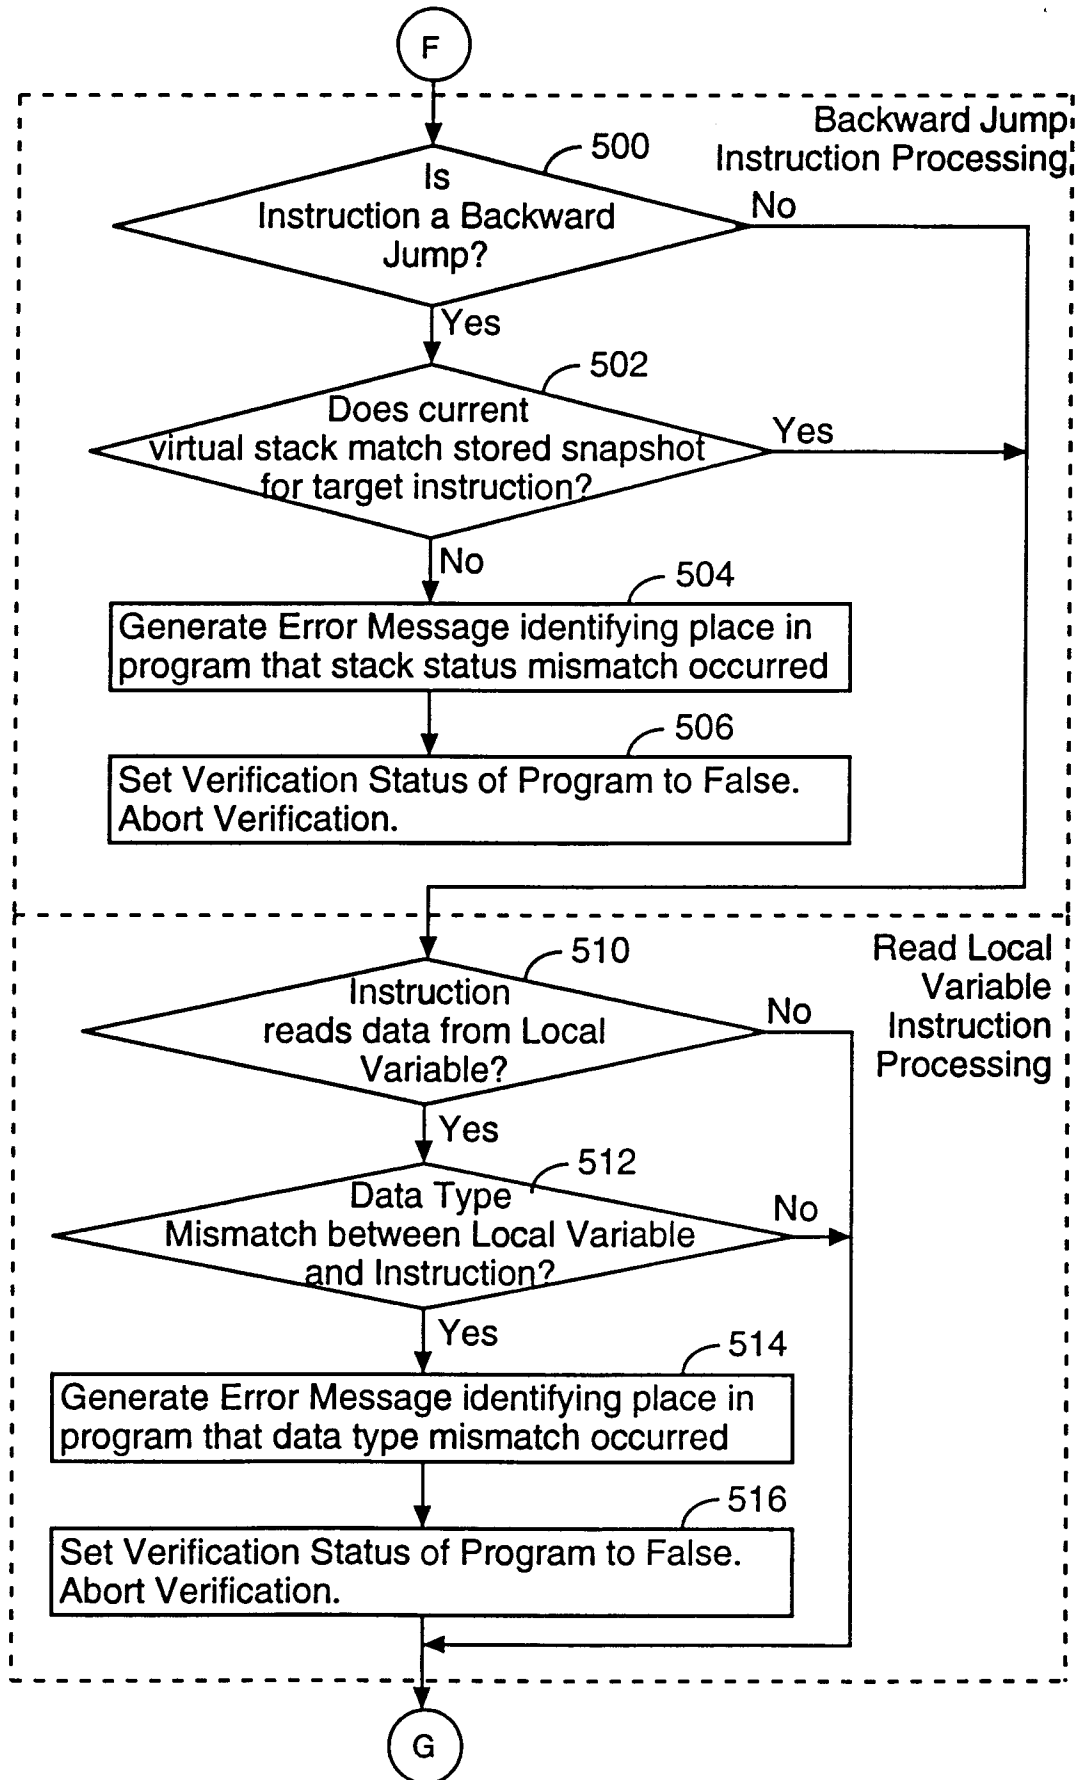 F
Backward Jump
Instruction Processing
500
Is
Instruction a Backward
Jump?
No
Yes
502
Does current
virtual stack match stored snapshot
for target instruction?
Yes
No
504
Generate Error Message identifying place in
program that stack status mismatch occurred
506
Set Verification Status of Program to False.
Abort Verification.
Read Local
Variable
Instruction
Processing
510
Instruction
reads data from Local
Variable?
No
Yes
512
Data Type
Mismatch between Local Variable
and Instruction?
No
Yes
514
Generate Error Message identifying place in
program that data type mismatch occurred
516
Set Verification Status of Program to False.
Abort Verification.
G